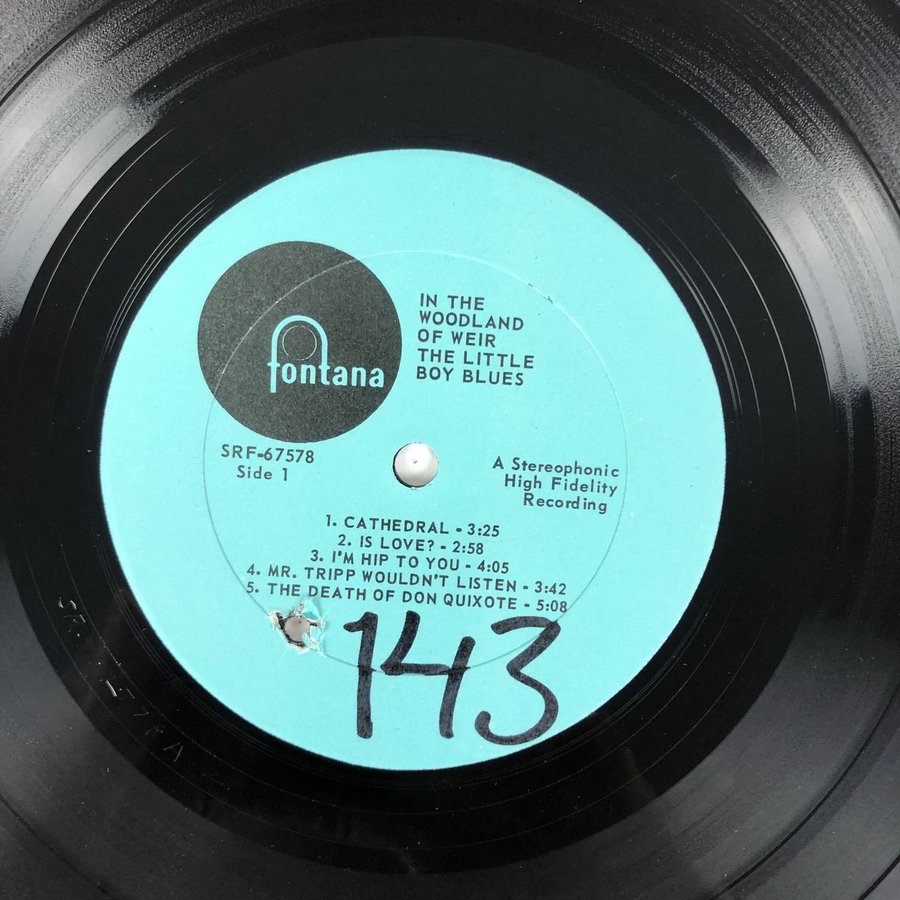 fontana
IN THE
WOODLAND
OF WEIR
THE LITTLE
BOY BLUES
SRF-67578
Side 1
A Stereophonic
High Fidelity
Recording
1. CATHEDRAL - 3:25
2. IS LOVE? - 2:58
3. I'M HIP TO YOU - 4:05
4. MR. TRIPP WOULDN'T LISTEN - 3:42
5. THE DEATH OF DON QUIXOTE - 5:08
143